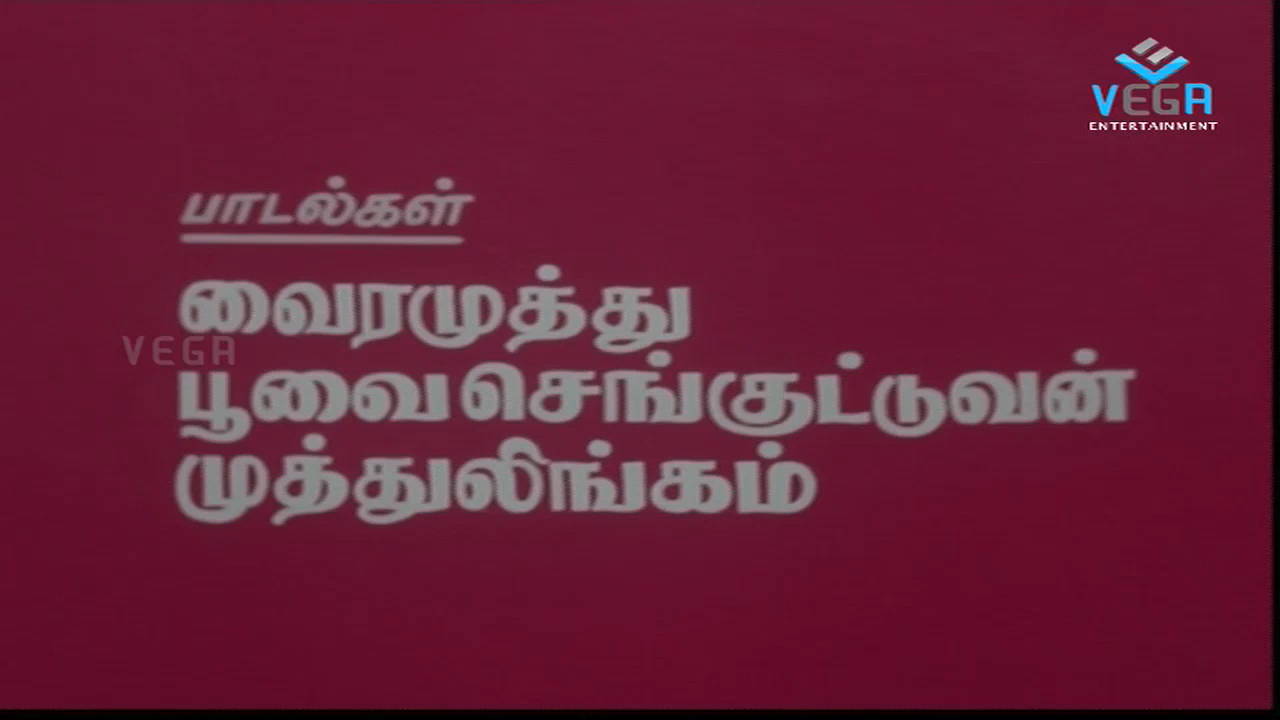 VEGA
ENTERTAINMENT
பாடல்கள்
வைரமுத்து
VEGA
பூவை செங்குட்டுவன்
முத்துலிங்கம்